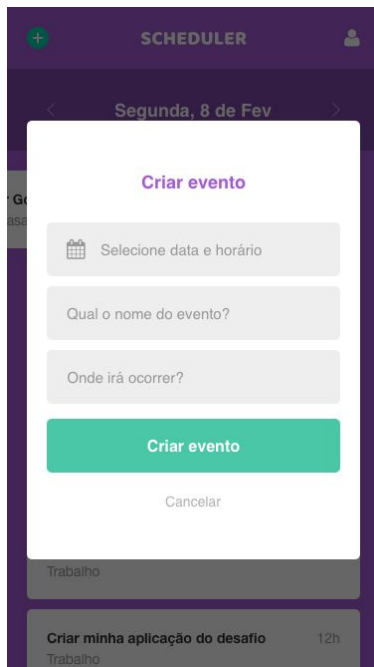 SCHEDULER
Segunda, 8 de Fev
Criar evento
Selecione data e horário
Qual o nome do evento?
Onde irá ocorrer?
Criar evento
Cancelar
Trabalho
Criar minha aplicação do desafio 12h
Trabalho